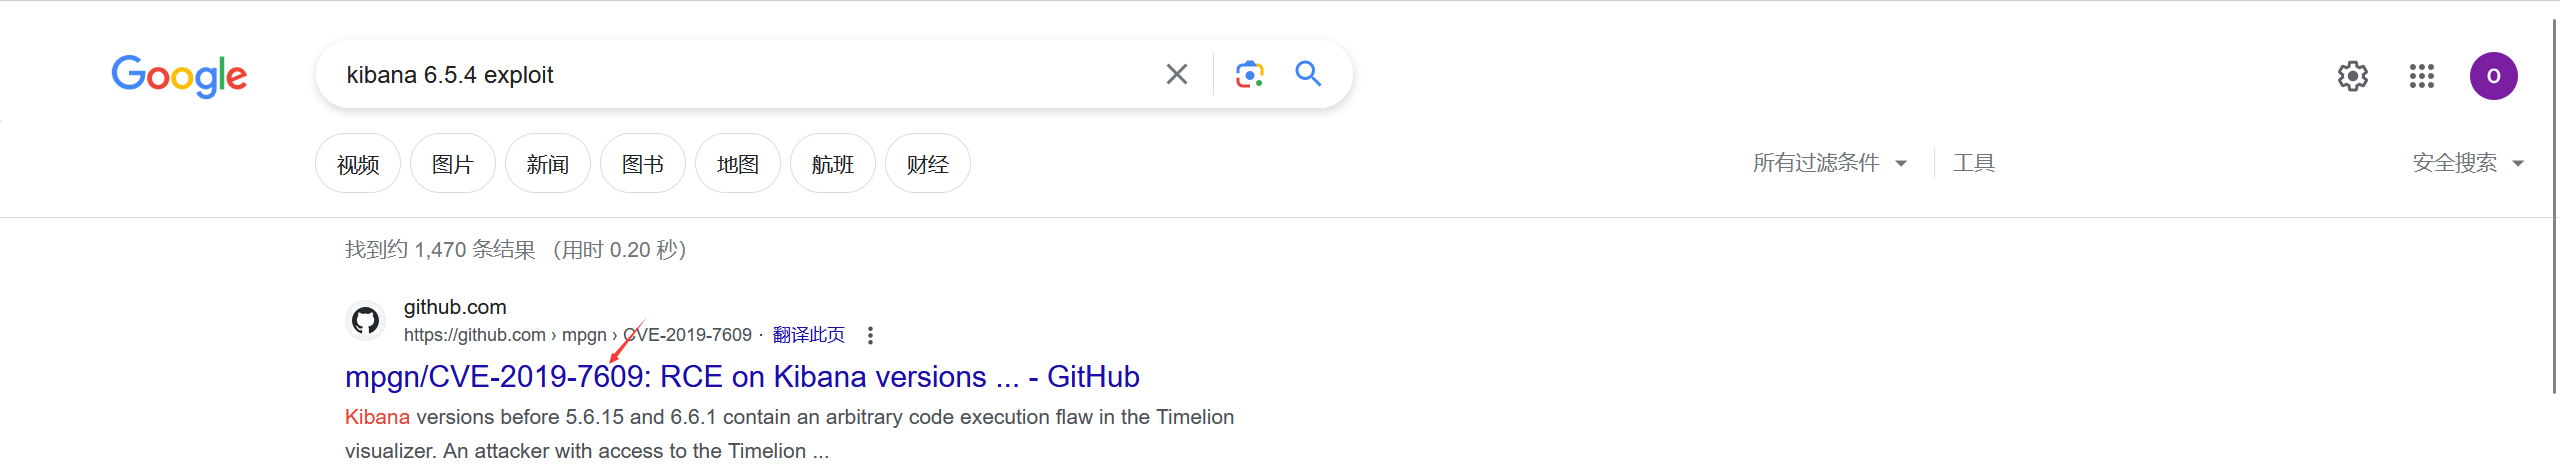 Google
kibana 6.5.4 exploit
O
视频 图片 新闻 图书 地图 航班 财经 所有过滤条件 工具 安全搜索
找到约 1,470 条结果 （用时 0.20 秒）
github.com
https://github.com › mpgn › CVE-2019-7609 · 翻译此页
mpgn/CVE-2019-7609: RCE on Kibana versions ... - GitHub
Kibana versions before 5.6.15 and 6.6.1 contain an arbitrary code execution flaw in the Timelion
visualizer. An attacker with access to the Timelion ...